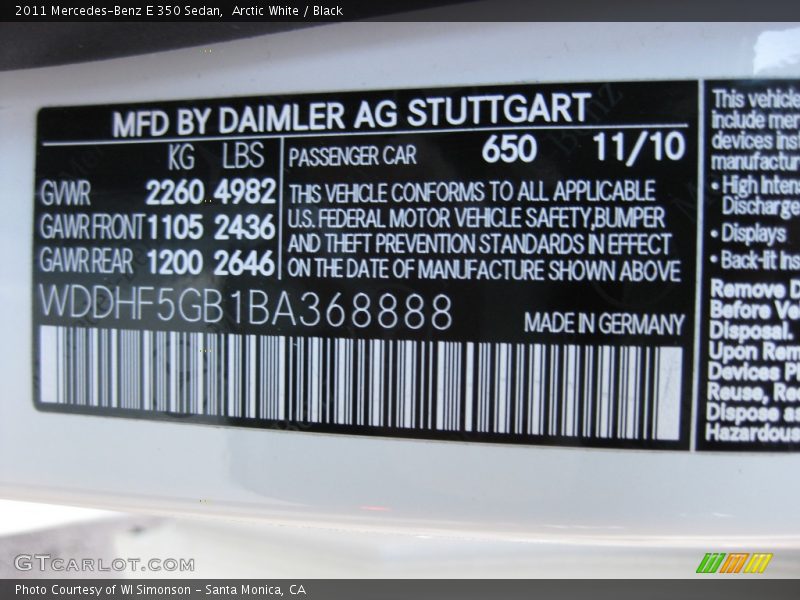 2011 Mercedes-Benz E 350 Sedan,  Arctic White / Black
MFD BY DAIMLER AG STUTTGART
KG LBS
GVWR 2260 4982
GAWR FRONT 1105 2436
GAWR REAR 1200 2646
PASSENGER CAR 650 11/10
THIS VEHICLE CONFORMS TO ALL APPLICABLE
U.S. FEDERAL MOTOR VEHICLE SAFETY,BUMPER
AND THEFT PREVENTION STANDARDS IN EFFECT
ON THE DATE OF MANUFACTURE SHOWN ABOVE
WDDHF5GB1BA368888
MADE IN GERMANY
This vehicle
include mer
devices inst
manufactur
• High Intens
Discharge
• Displays
• Back-lit Ins
Remove D
Before Ve
Disposal.
Upon Rem
Devices Pl
Reuse, Rec
Dispose as
Hazardous
GTCARLOT.COM
Photo Courtesy of WI Simonson - Santa Monica, CA